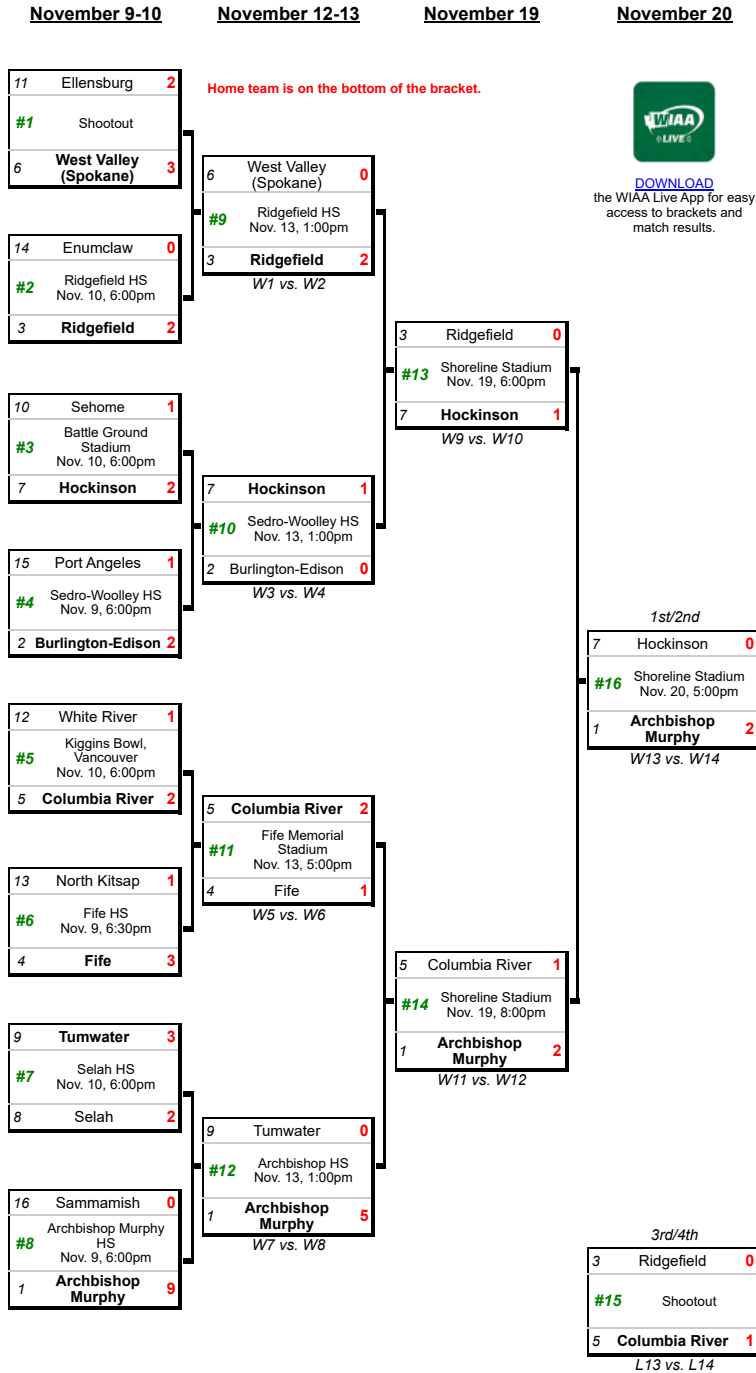 November 9-10
November 12-13
November 19
November 20
Home team is on the bottom of the bracket.
WIAA
LIVE
DOWNLOAD
the WIAA Live App for easy
access to brackets and
match results.
11 Ellensburg 2
#1 Shootout
6 West Valley
(Spokane) 3
14 Enumclaw 0
#2 Ridgefield HS
Nov. 10, 6:00pm
3 Ridgefield 2
10 Sehome 1
#3 Battle Ground
Stadium
Nov. 10, 6:00pm
7 Hockinson 2
15 Port Angeles 1
#4 Sedro-Woolley HS
Nov. 9, 6:00pm
2 Burlington-Edison 2
12 White River 1
#5 Kiggins Bowl,
Vancouver
Nov. 10, 6:00pm
5 Columbia River 2
13 North Kitsap 1
#6 Fife HS
Nov. 9, 6:30pm
4 Fife 3
9 Tumwater 3
#7 Selah HS
Nov. 10, 6:00pm
8 Selah 2
16 Sammamish 0
#8 Archbishop Murphy
HS
Nov. 9, 6:00pm
1 Archbishop
Murphy 9
6 West Valley
(Spokane) 0
#9 Ridgefield HS
Nov. 13, 1:00pm
3 Ridgefield 2
W1 vs. W2
7 Hockinson 1
#10 Sedro-Woolley HS
Nov. 13, 1:00pm
2 Burlington-Edison 0
W3 vs. W4
5 Columbia River 2
#11 Fife Memorial
Stadium
Nov. 13, 5:00pm
4 Fife 1
W5 vs. W6
9 Tumwater 0
#12 Archbishop HS
Nov. 13, 1:00pm
1 Archbishop
Murphy 5
W7 vs. W8
3 Ridgefield 0
#13 Shoreline Stadium
Nov. 19, 6:00pm
7 Hockinson 1
W9 vs. W10
5 Columbia River 1
#14 Shoreline Stadium
Nov. 19, 8:00pm
1 Archbishop
Murphy 2
W11 vs. W12
1st/2nd
7 Hockinson 0
#16 Shoreline Stadium
Nov. 20, 5:00pm
1 Archbishop
Murphy 2
W13 vs. W14
3rd/4th
3 Ridgefield 0
#15 Shootout
5 Columbia River 1
L13 vs. L14